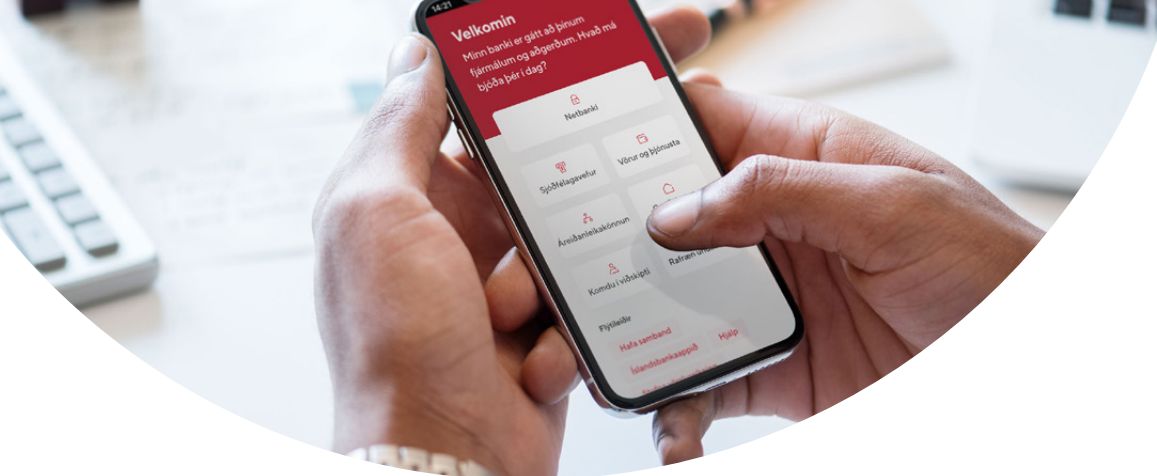 14:21
Velkomin
Minn banki er gátt að þínum
fjármálum og aðgerðum. Hvað má
bjóða þér í dag?
Netbanki
Sjóðfélagavefur
Vörur og þjónusta
Áreiðanleikakönnun
Komdu í viðskipti
Rafræn
Flýtileiðir
Hafa samband
Hjálp
Íslandsbankaappið